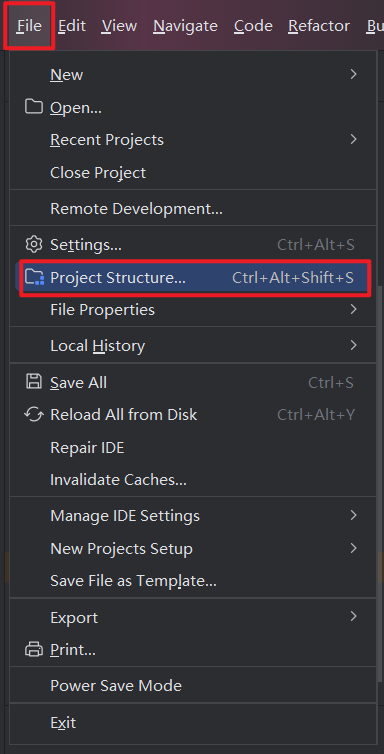 File Edit View Navigate Code Refactor Bu
New
Open...
Recent Projects
Close Project
Remote Development...
Settings... Ctrl+Alt+S
Project Structure... Ctrl+Alt+Shift+S
File Properties
Local History
Save All Ctrl+S
Reload All from Disk Ctrl+Alt+Y
Repair IDE
Invalidate Caches...
Manage IDE Settings
New Projects Setup
Save File as Template...
Export
Print...
Power Save Mode
Exit